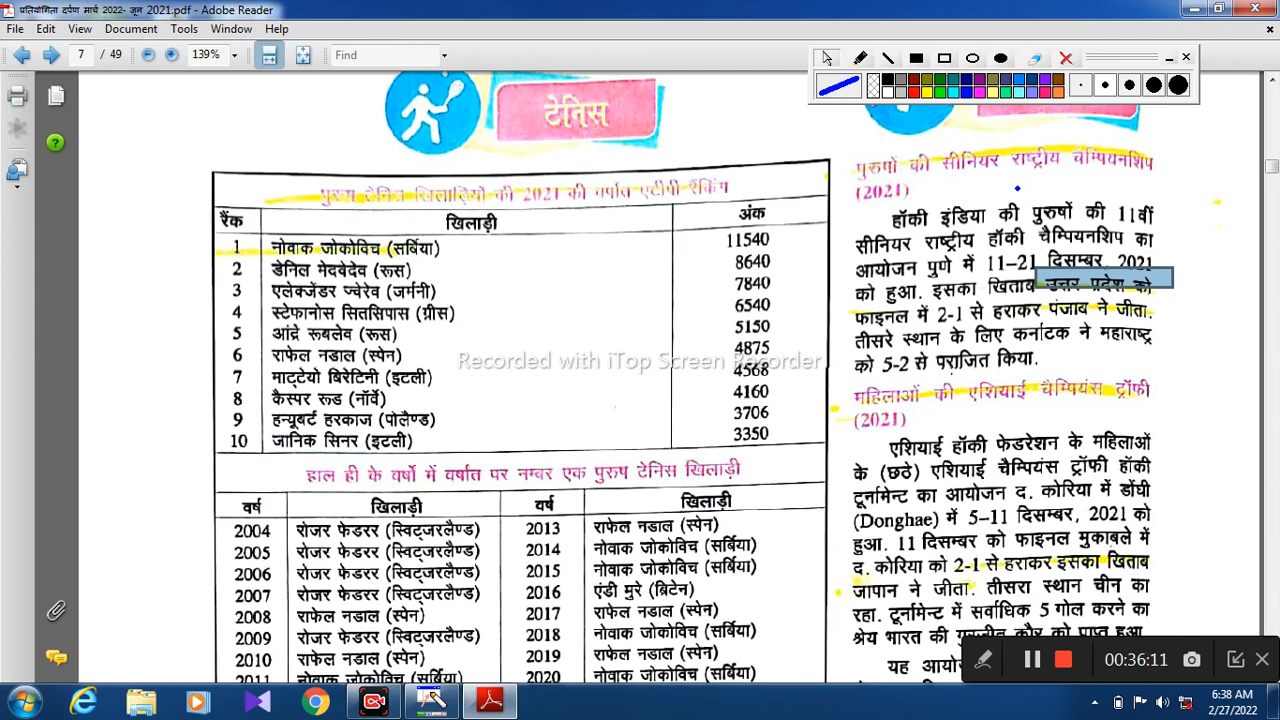 प्रतियोगिता दर्पण मार्च 2022- जून 2021.pdf - Adobe Reader
File Edit View Document Tools Window Help
7 / 49 139% Find
टेनिस
पुरुष टेनिस खिलाड़ियों की 2021 की वर्षांत एटीपी रैंकिंग
रैंक खिलाड़ी अंक
1 नोवाक जोकोविच (सर्बिया) 11540
2 डेनिल मेदवेदेव (रूस) 8640
3 एलेक्जेंडर ज्वेरेव (जर्मनी) 7840
4 स्टेफानोस सितसिपास (ग्रीस) 6540
5 आंद्रे रूबलेव (रूस) 5150
6 राफेल नडाल (स्पेन) 4875
7 माट्टेयो बिरेटिनी (इटली) 4568
8 कैस्पर रूड (नॉर्वे) 4160
9 हन्यूबर्ट हरकाज (पोलैण्ड) 3706
10 जानिक सिनर (इटली) 3350
हाल ही के वर्षों में वर्षांत पर नम्बर एक पुरुष टेनिस खिलाड़ी
वर्ष खिलाड़ी वर्ष खिलाड़ी
2004 रोजर फेडरर (स्विट्जरलैण्ड) 2013 राफेल नडाल (स्पेन)
2005 रोजर फेडरर (स्विट्जरलैण्ड) 2014 नोवाक जोकोविच (सर्बिया)
2006 रोजर फेडरर (स्विट्जरलैण्ड) 2015 नोवाक जोकोविच (सर्बिया)
2007 रोजर फेडरर (स्विट्जरलैण्ड) 2016 एंडी मुरे (ब्रिटेन)
2008 राफेल नडाल (स्पेन) 2017 राफेल नडाल (स्पेन)
2009 रोजर फेडरर (स्विट्जरलैण्ड) 2018 नोवाक जोकोविच (सर्बिया)
2010 राफेल नडाल (स्पेन) 2019 राफेल नडाल (स्पेन)
2011 नोवाक जोकोविच (सर्बिया) 2020 नोवाक जोकोविच (सर्बिया)
पुरुषों की सीनियर राष्ट्रीय चैम्पियनशिप
(2021)
हॉकी इंडिया की पुरुषों की 11वीं
सीनियर राष्ट्रीय हॉकी चैम्पियनशिप का
आयोजन पुणे में 11–21 दिसम्बर, 2021
को हुआ. इसका खिताब उत्तर प्रदेश को
फाइनल में 2-1 से हराकर पंजाब ने जीता.
तीसरे स्थान के लिए कर्नाटक ने महाराष्ट्र
को 5-2 से पराजित किया.
महिलाओं की एशियाई चैम्पियंस ट्रॉफी
(2021)
एशियाई हॉकी फेडरेशन के महिलाओं
के (छठे) एशियाई चैम्पियंस ट्रॉफी हॉकी
टूर्नामेन्ट का आयोजन द. कोरिया में डोंघी
(Donghae) में 5–11 दिसम्बर, 2021 को
हुआ. 11 दिसम्बर को फाइनल मुकाबले में
द. कोरिया को 2-1 से हराकर इसका खिताब
जापान ने जीता. तीसरा स्थान चीन का
रहा. टूर्नामेन्ट में सर्वाधिक 5 गोल करने का
श्रेय भारत की गुरजीत कौर को प्राप्त हुआ
यह
Recorded with iTop Screen Recorder
00:36:11
6:38 AM
2/27/2022